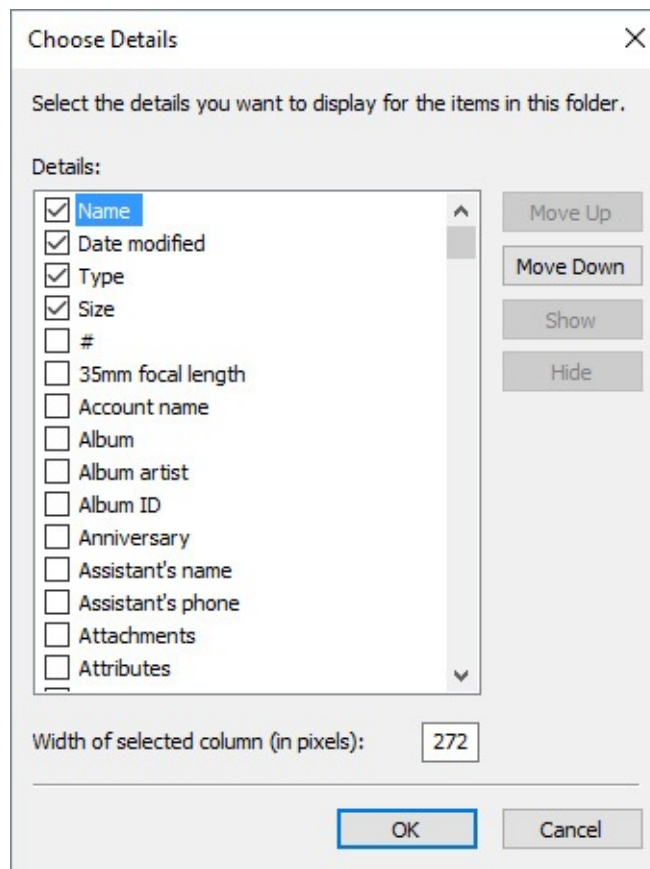 Choose Details
Select the details you want to display for the items in this folder.
Details:
Name
Date modified
Type
Size
#
35mm focal length
Account name
Album
Album artist
Album ID
Anniversary
Assistant's name
Assistant's phone
Attachments
Attributes
Move Up
Move Down
Show
Hide
Width of selected column (in pixels): 272
OK Cancel